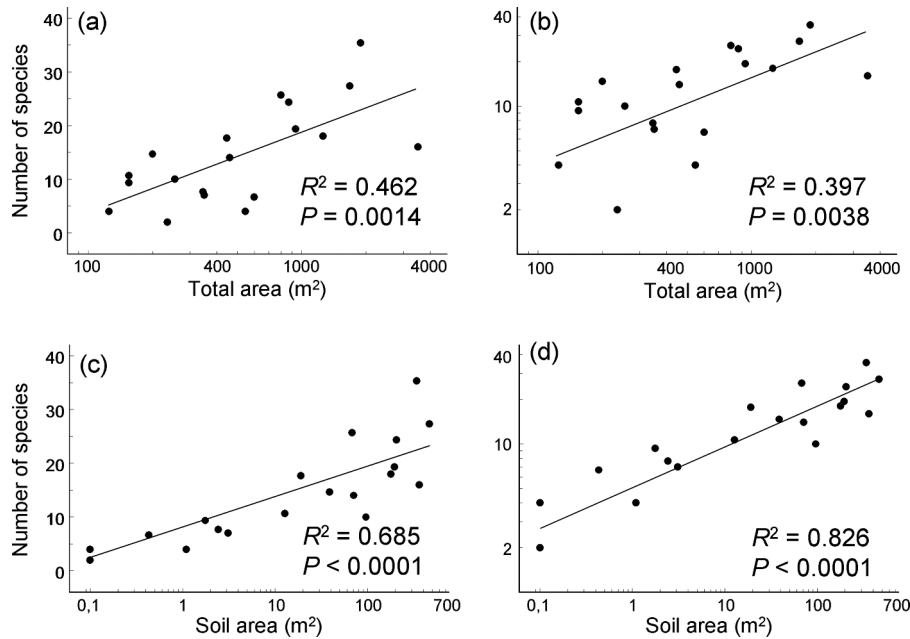 (a)
Number of species
40
30
20
10
0
R² = 0.462
P = 0.0014
100 400 1000 4000
Total area (m²)
(b)
40
10
2
R² = 0.397
P = 0.0038
100 400 1000 4000
Total area (m²)
(c)
Number of species
40
30
20
10
0
R² = 0.685
P < 0.0001
0,1 1 10 100 700
Soil area (m²)
(d)
40
10
2
R² = 0.826
P < 0.0001
0,1 1 10 100 700
Soil area (m²)